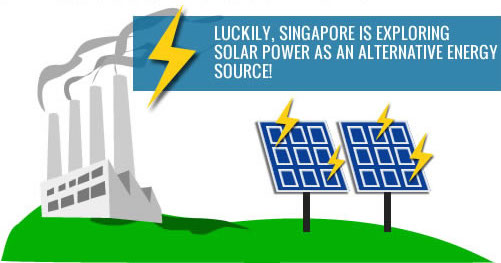 LUCKILY, SINGAPORE IS EXPLORING
SOLAR POWER AS AN ALTERNATIVE ENERGY
SOURCE!